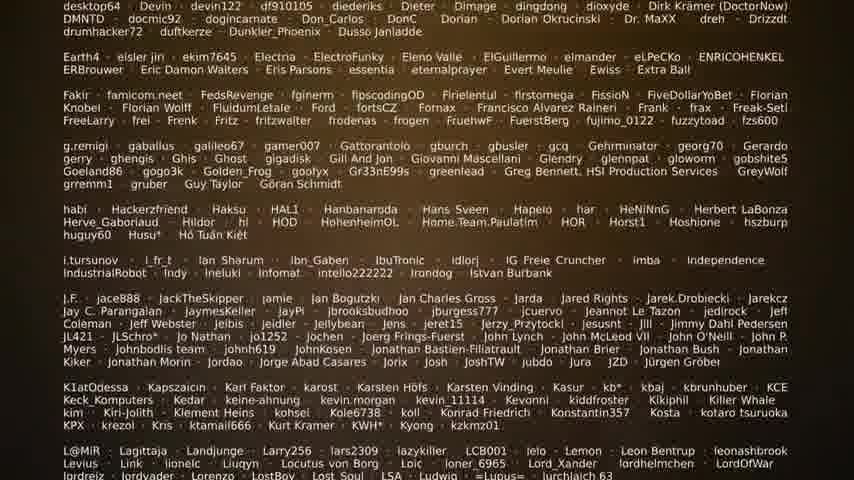 desktop64 · Devin · devin122 · df910105 · diederiks · Dieter · Dimage · dingdong · dioxyde · Dirk Krämer (DoctorNow)
DMNTD · docmic92 · dogincarnate · Don_Carlos · DonC · Dorian · Dorian Okrucinski · Dr. MaXX · dreh · Drizzdt
drumhacker72 · duftkerze · Dunkler_Phoenix · Dusso Janladde
Earth4 · eisler jiri · ekim7645 · Electria · ElectroFunky · Eleno Valle · ElGuillermo · elmander · eLPeCKo · ENRICOHENKEL
ERBrouwer · Eric Damon Walters · Eris Parsons · essentia · eternalprayer · Evert Meulie · Ewiss · Extra Ball
Fakir · famicom.neet · FedsRevenge · fginerm · fipscodingOD · Firielentul · firstomega · FissioN · FiveDollarYoBet · Florian
Knobel · Florian Wolff · FluidumLetale · Ford · fortsCZ · Fornax · Francisco Alvarez Raineri · Frank · frax · Freak-Seti
FreeLarry · frei · Frenk · Fritz · fritzwalter · frodenas · frogen · FruehwF · FuerstBerg · fujimo_0122 · fuzzytoad · fzs600
g.remigi · gaballus · galileo67 · gamer007 · Gattorantolo · gburch · gbusler · gcq · Gehrminator · georg70 · Gerardo
gerry · ghengis · Ghis · Ghost · gigadisk · Gill And Jon · Giovanni Mascellani · Glendry · glennpat · gloworm · gobshite5
Goeland86 · gogo3k · Golden_Frog · goolyx · Gr33nE99s · greenlead · Greg Bennett, HSI Production Services · GreyWolf
grremm1 · gruber · Guy Taylor · Göran Schmidt
habi · Hackerzfriend · Haksu · HAL1 · Hanbanaroda · Hans Sveen · Hapelo · har · HeNiNnG · Herbert LaBonza
Herve_Gaboriaud · Hildor · hl · HOD · HohenheimOL · Home.Team.Paulatim · HOR · Horst1 · Hoshione · hszburp
huguy60 · Husu* · Hồ Tuấn Kiệt
i.tursunov · i_fr_t · Ian Sharum · Ibn_Gaben · IbuTronic · idlorj · IG Freie Cruncher · imba · Independence
IndustrialRobot · Indy · Ineluki · Infomat · intello222222 · Irondog · Istvan Burbank
J.F. · jaceB88 · JackTheSkipper · jamie · Jan Bogutzki · Jan Charles Gross · Jarda · Jared Rights · Jarek.Drobiecki · Jarekcz
Jay C. Parangalan · JaymesKeller · JayPi · jbrooksbudhoo · jburgess777 · jcuervo · Jeannot Le Tazon · jedirock · Jeff
Coleman · Jeff Webster · Jeibis · jeidler · Jellybean · Jens · jeret15 · Jerzy_Przytocki · jesusnt · Jill · Jimmy Dahl Pedersen
JL421 · JLSchro* · Jo Nathan · jo1252 · Jochen · Joerg Frings-Fuerst · John Lynch · John McLeod VII · John O'Neill · John P.
Myers · Johnbodlis team · johnh619 · JohnKosen · Jonathan Bastien-Filiatrault · Jonathan Brier · Jonathan Bush · Jonathan
Kiker · Jonathan Morin · Jordao · Jorge Abad Casares · Jorix · Josh · JoshTW · jubdo · Jura · JZD · Jürgen Gröber
K1atOdessa · Kapszaicin · Karl Faktor · karost · Karsten Höfs · Karsten Vinding · Kasur · kb* · kbaj · kbrunhuber · KCE
Keck_Komputers · Kedar · keine-ahnung · kevin.morgan · kevin_11114 · Kevonni · kiddfroster · Kikiphil · Killer Whale
kim · Kiri-Jolith · Klement Heins · kohsei · Kole6738 · koll · Konrad Friedrich · Konstantin357 · Kosta · kotaro tsuruoka
KPX · krezol · Kris · ktamail666 · Kurt Kramer · KWH* · Kyong · kzkmz01
L@MiR · Lagittaja · Landjunge · Larry256 · lars2309 · lazykiller · LCB001 · lelo · Lemon · Leon Bentrup · leonashbrook
Levius · Link · lionelc · Liuqyn · Locutus von Borg · Loic · loner_6965 · Lord_Xander · lordhelmchen · LordOfWar
lordreiz · lordvader · Lorenzo · LostBoy · Lost_Soul · LSA · Ludwig · =Lupus= · lurchlaich_63